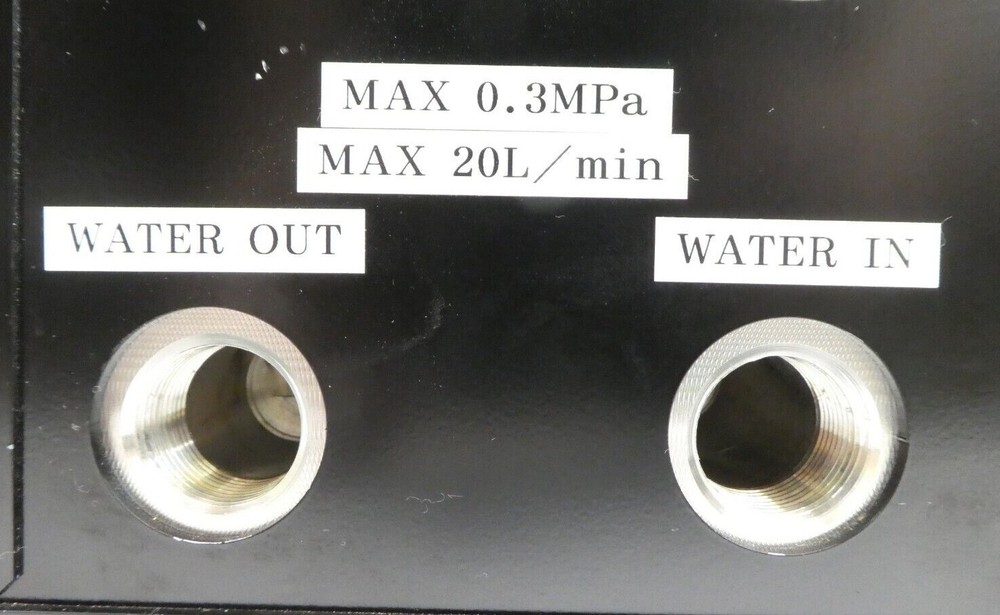 MAX 0.3MPa
MAX 20L/min
WATER OUT
WATER IN